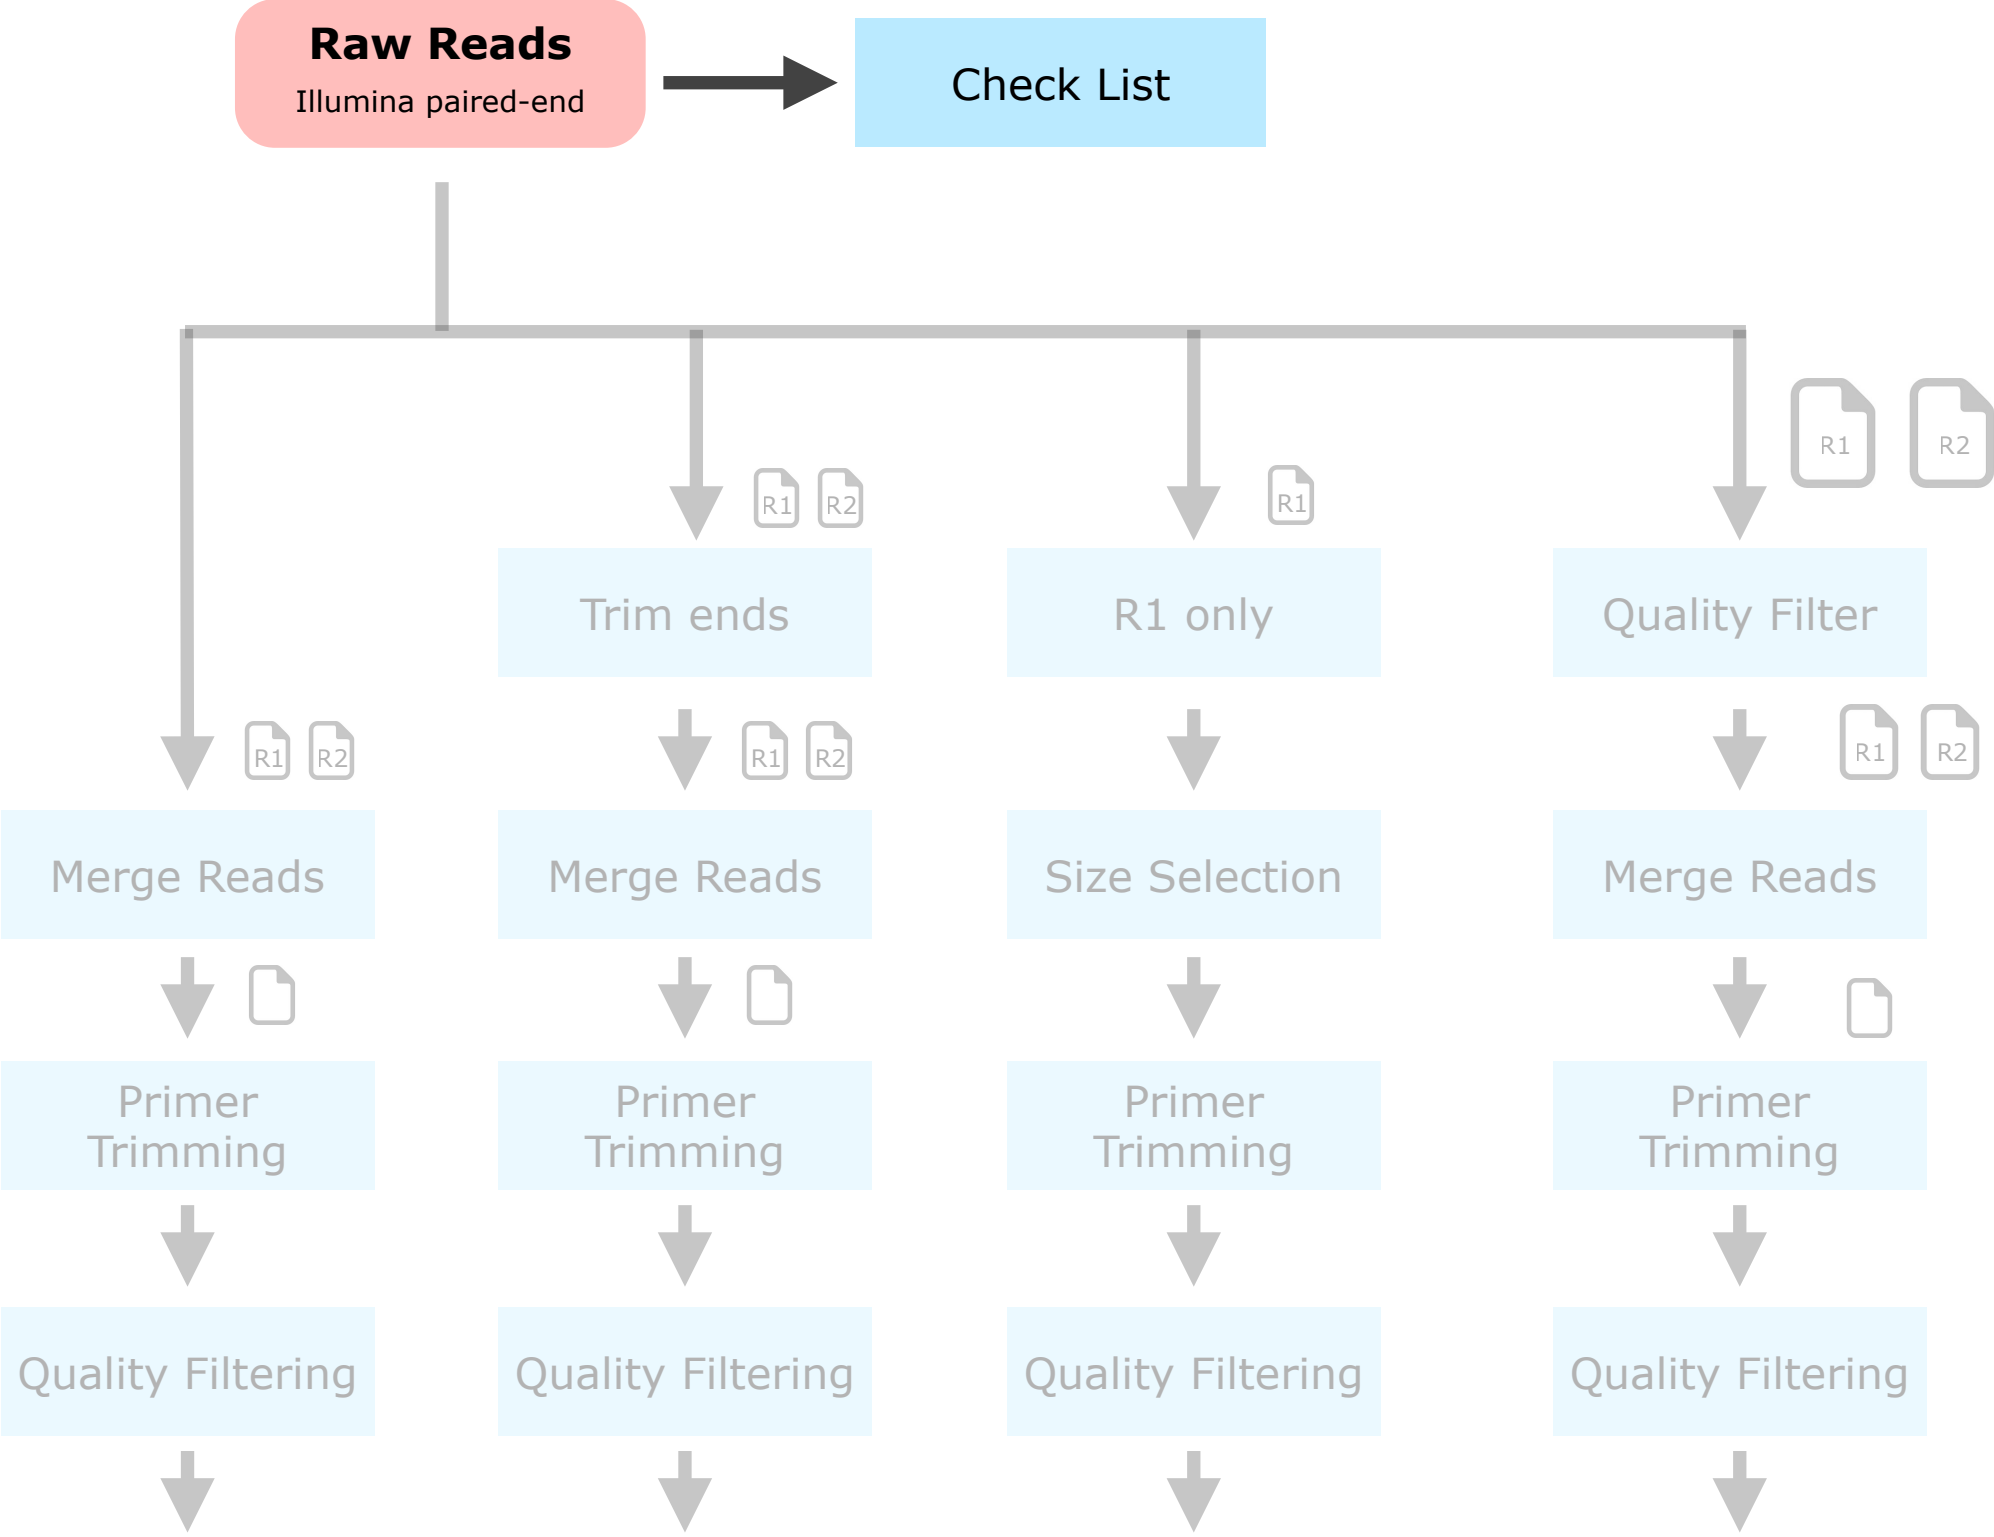 Raw Reads
Illumina paired-end
Check List
R1
R2
R1
R2
R1
R1
R2
Trim ends
R1 only
Quality Filter
R1
R2
R1
R2
R1
R2
Merge Reads
Merge Reads
Size Selection
Merge Reads
Primer
Trimming
Primer
Trimming
Primer
Trimming
Primer
Trimming
Quality Filtering
Quality Filtering
Quality Filtering
Quality Filtering